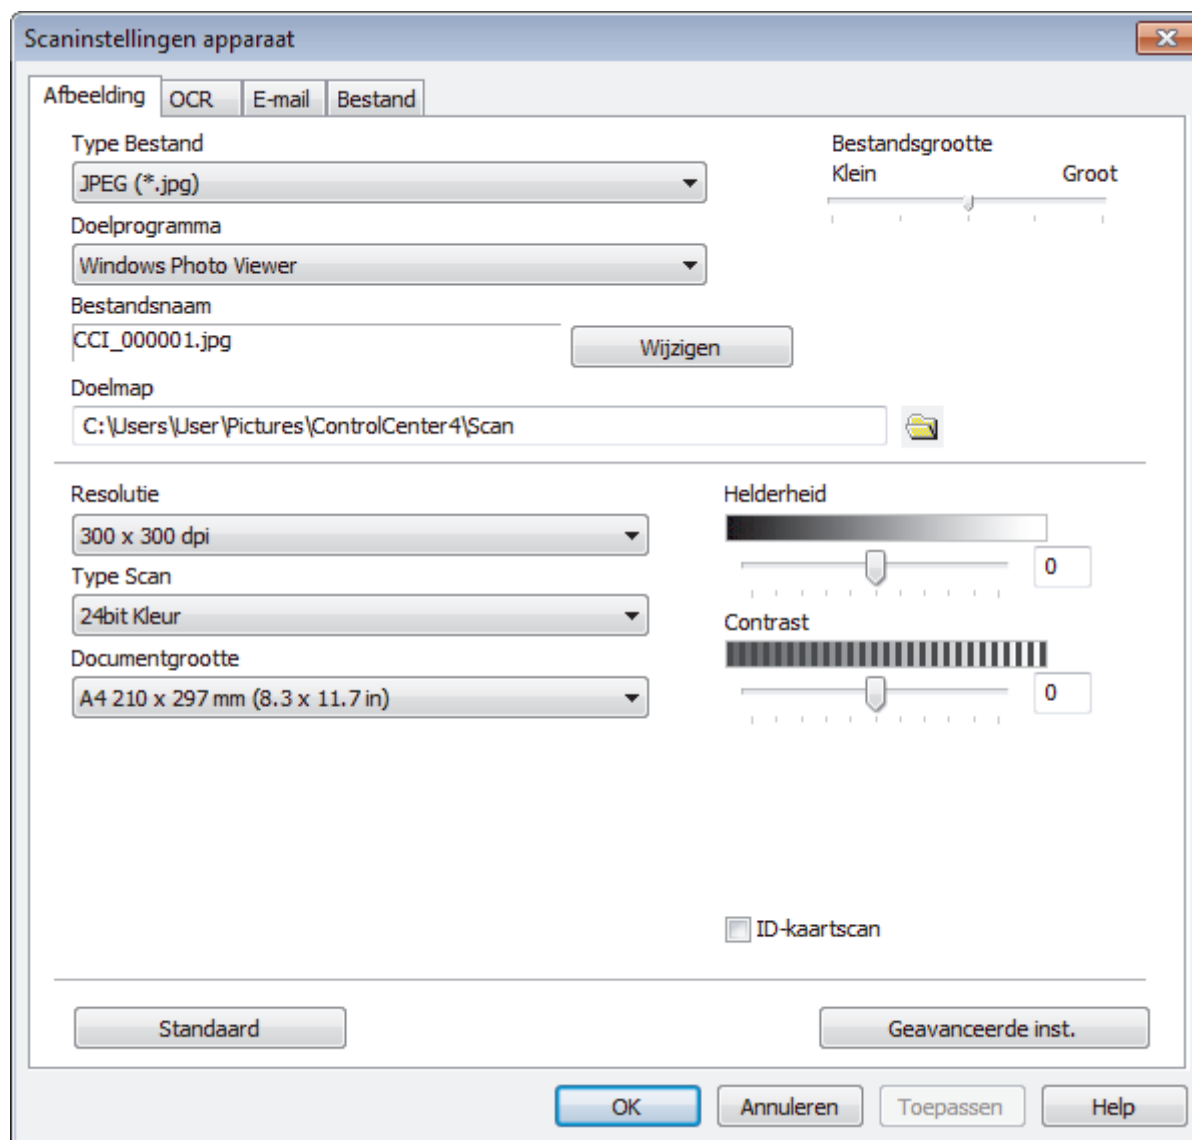 Scaninstellingen apparaat
Afbeelding OCR E-mail Bestand
Type Bestand
JPEG (*.jpg)
Bestandsgrootte
Klein Groot
Doelprogramma
Windows Photo Viewer
Bestandsnaam
CCI_000001.jpg Wijzigen
Doelmap
C:\Users\User\Pictures\ControlCenter4\Scan
Resolutie
300 x 300 dpi
Type Scan
24bit Kleur
Documentgrootte
A4 210 x 297 mm (8.3 x 11.7 in)
Helderheid
0
Contrast
0
ID-kaartscan
Standaard Geavanceerde inst.
OK Annuleren Toepassen Help